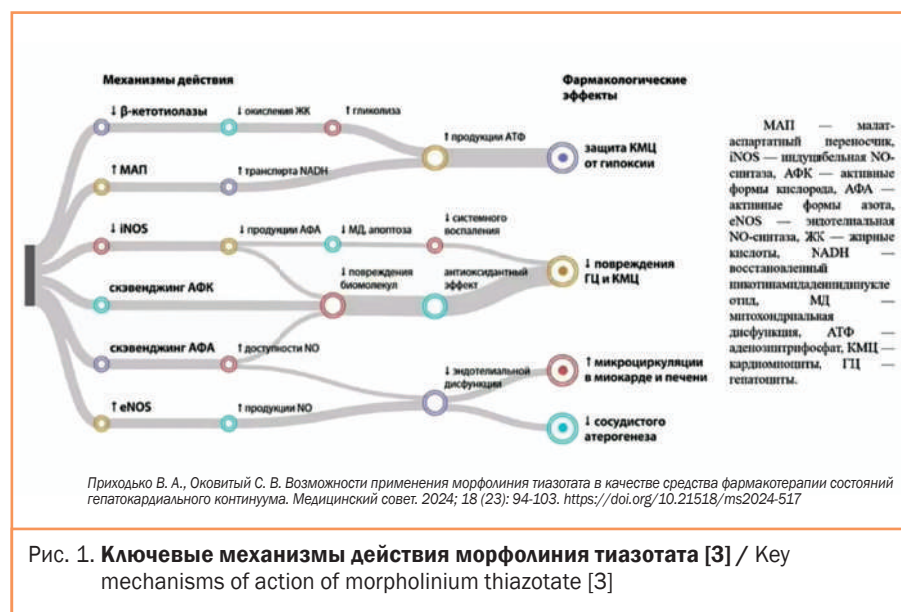 Механизмы действия
Фармакологические
эффекты
↓ β-кетотиолазы
↓ окисления ЖК
↑ гликолиза
↑ продукции АТФ
защита КМЦ
от гипоксии
↑ МАП
↑ транспорта NADH
↓ iNOS
↓ продукции АФА
↓ МД, апоптоза
↓ системного
воспаления
↓ повреждения
биомолекул
антиоксидантный
эффект
↓ повреждения
ГЦ и КМЦ
скэвенджинг АФК
скэвенджинг АФА
↑ доступности NO
↓ эндотелиальной
дисфункции
↑ микроциркуляции
в миокарде и печени
↑ eNOS
↑ продукции NO
↓ сосудистого
атерогенеза
МАП — малат-
аспартатный переносчик,
iNOS — индуцибельная NO-
синтаза, АФК — активные
формы кислорода, АФА —
активные формы азота,
eNOS — эндотелиальная
NO-синтаза, ЖК — жирные
кислоты, NADH —
восстановленный
никотинамидадениндинукле
отид, МД —
митохондриальная
дисфункция, АТФ —
аденозинтрифосфат, КМЦ —
кардиомиоциты, ГЦ —
гепатоциты.
Приходько В. А., Оковитый С. В. Возможности применения морфолиния тиазотата в качестве средства фармакотерапии состояний
гепатокардиального континуума. Медицинский совет. 2024; 18 (23): 94-103. https://doi.org/10.21518/ms2024-517
Рис. 1. Ключевые механизмы действия морфолиния тиазотата [3] / Key
mechanisms of action of morpholinium thiazotate [3]